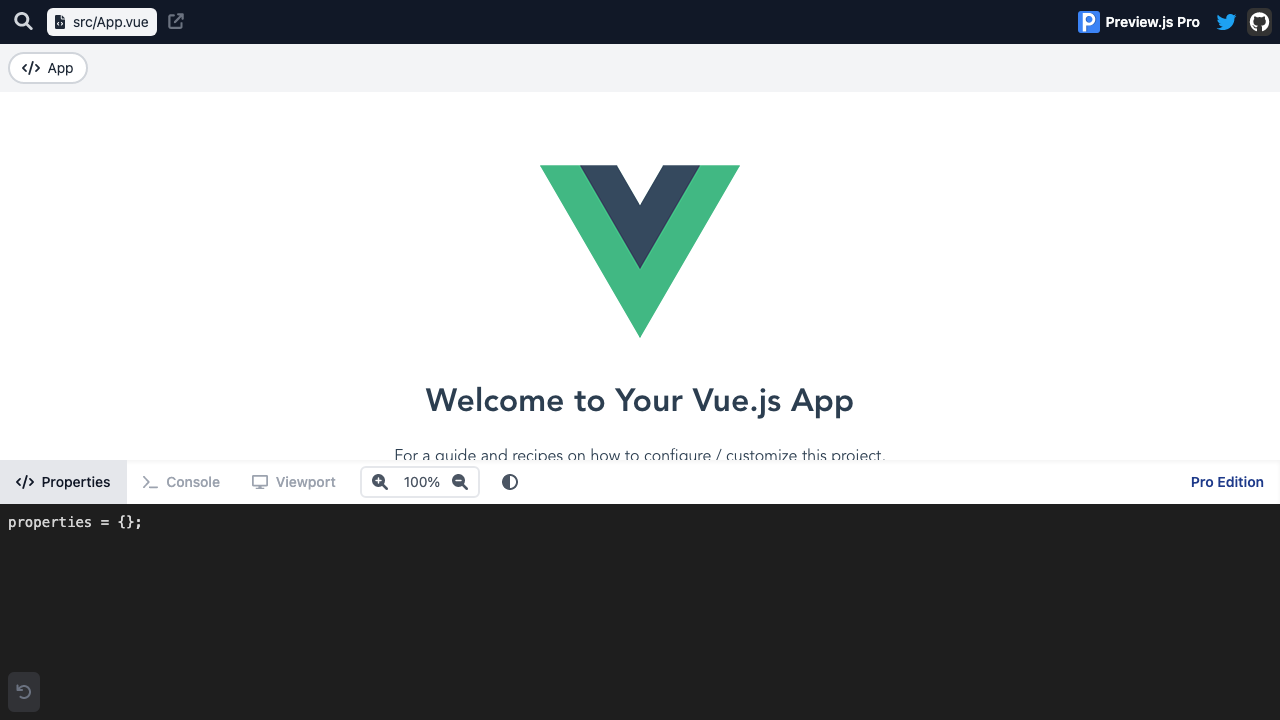 src/App.vue
Preview.js Pro
App
Welcome to Your Vue.js App
For a guide and recipes on how to configure / customize this project,
Properties
Console
Viewport
100%
Pro Edition
properties = {};